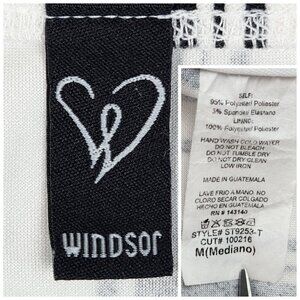 WINDSOR
SELF:
95% Polyester/ Poliester
5% Spandex/ Elastano
LINING:
100% Polyester/ Poliester
HAND WASH COLD WATER
DO NOT BLEACH
DO NOT TUMBLE DRY
DO NOT DRY CLEAN
LOW IRON
MADE IN GUATEMALA
LAVE FRIO A MANO. NO
CLORO SECAR COLGADO
HECHO EN GUATEMALA
RN # 143140
STYLE# ST9253-T
CUT# 100216
M(Mediano)